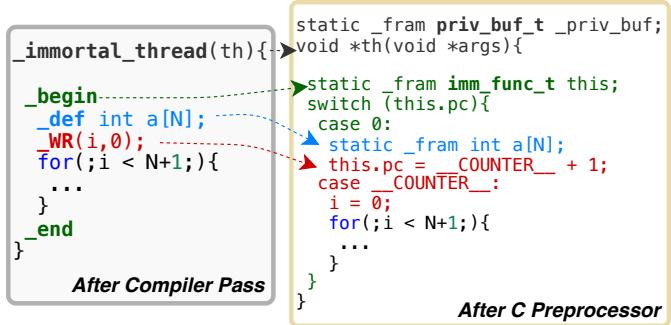 _immortal_thread(th){
_begin
_def int a[N];
_WR(i,0);
for(;i < N+1;){
...
}
_end
}
After Compiler Pass
static _fram priv_buf_t _priv_buf;
void *th(void *args){
static _fram imm_func_t this;
switch (this.pc){
case 0:
static _fram int a[N];
this.pc = __COUNTER__ + 1;
case __COUNTER__:
i = 0;
for(;i < N+1;){
...
}
}
}
After C Preprocessor